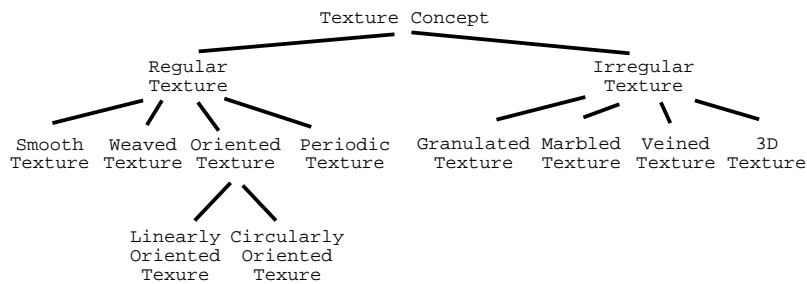 Texture Concept
Regular
Texture
Irregular
Texture
Smooth
Texture
Weaved
Texture
Oriented
Texture
Periodic
Texture
Granulated
Texture
Marbled
Texture
Veined
Texture
3D
Texture
Linearly
Oriented
Texure
Circularly
Oriented
Texure